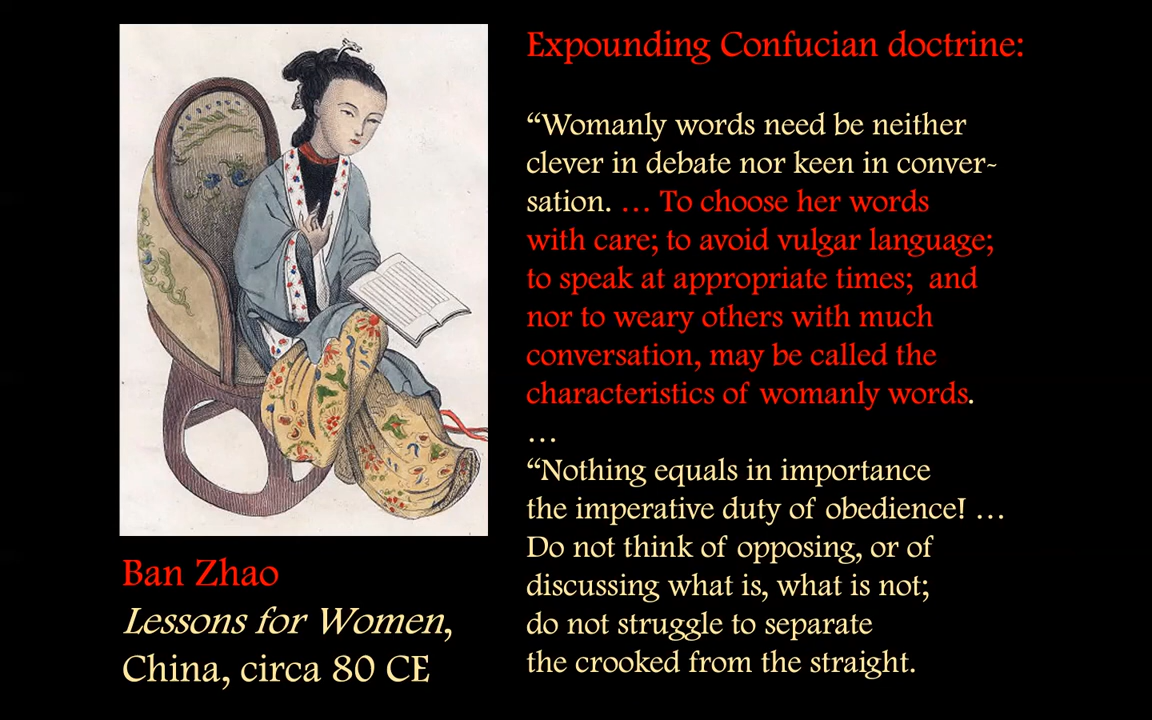 Expounding Confucian doctrine:
“Womanly words need be neither
clever in debate nor keen in conver-
sation. … To choose her words
with care; to avoid vulgar language;
to speak at appropriate times; and
nor to weary others with much
conversation, may be called the
characteristics of womanly words.
…
“Nothing equals in importance
the imperative duty of obedience! …
Do not think of opposing, or of
discussing what is, what is not;
do not struggle to separate
the crooked from the straight.
Ban Zhao
Lessons for Women,
China, circa 80 CE